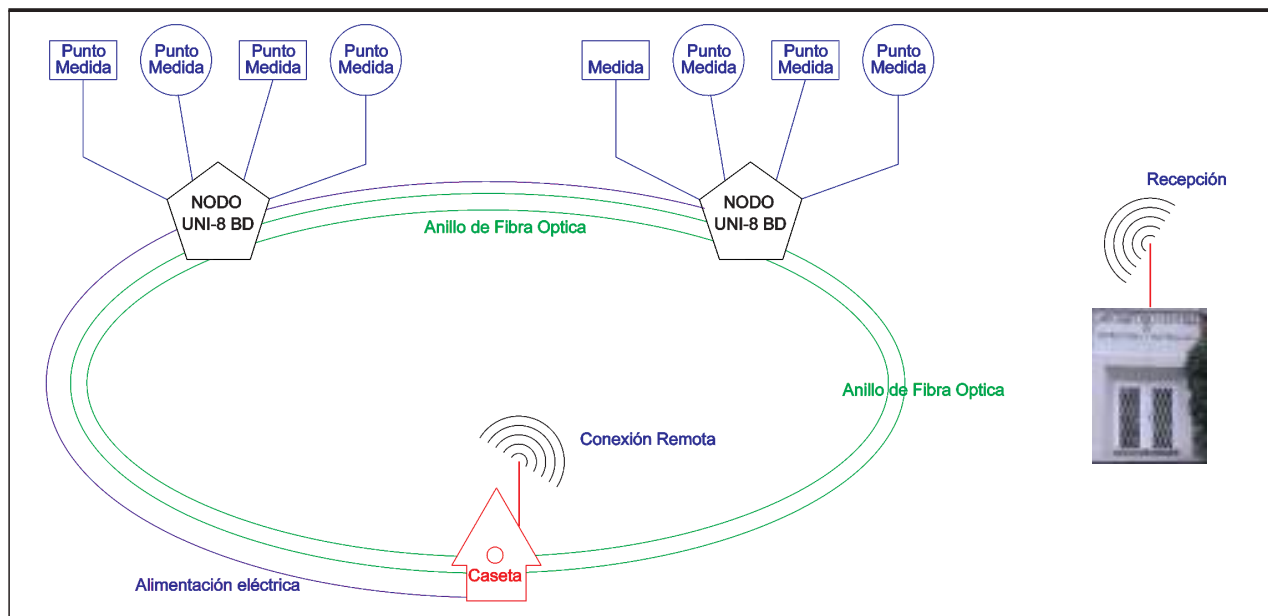 Punto
Medida
Punto
Medida
Punto
Medida
Punto
Medida
Medida
Punto
Medida
Punto
Medida
Punto
Medida
NODO
UNI-8 BD
NODO
UNI-8 BD
Recepción
Anillo de Fibra Optica
Anillo de Fibra Optica
Conexión Remota
Caseta
Alimentación eléctrica